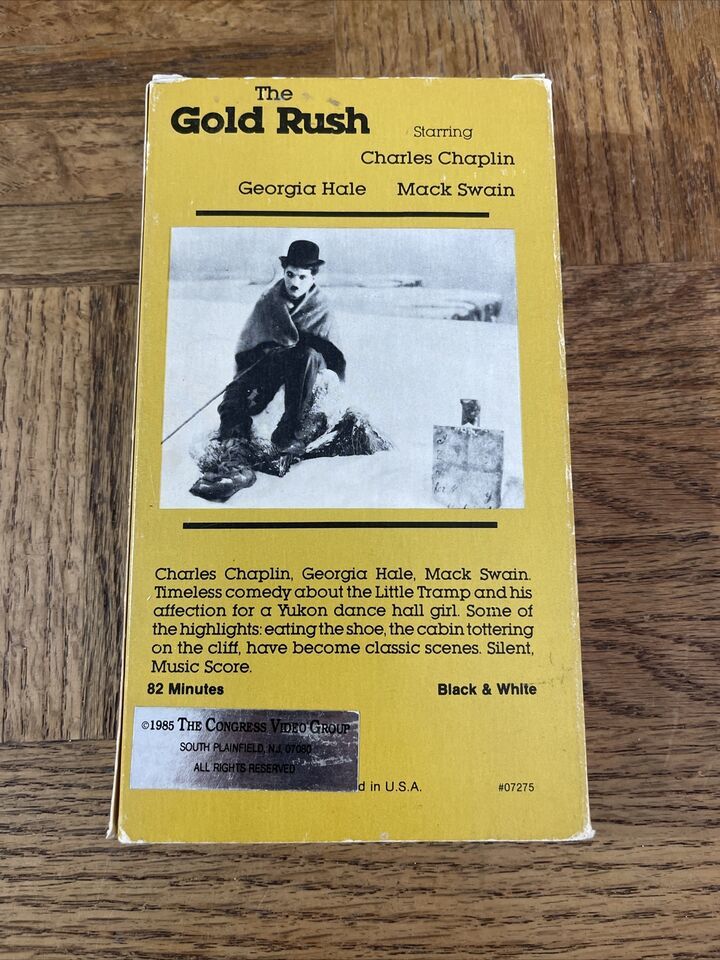 The
Gold Rush
Starring
Charles Chaplin
Georgia Hale Mack Swain
Charles Chaplin, Georgia Hale, Mack Swain.
Timeless comedy about the Little Tramp and his
affection for a Yukon dance hall girl. Some of
the highlights: eating the shoe, the cabin tottering
on the cliff, have become classic scenes. Silent,
Music Score.
82 Minutes Black & White
©1985 THE CONGRESS VIDEO GROUP
SOUTH PLAINFIELD, NJ, 07080
ALL RIGHTS RESERVED
d in U.S.A. #07275